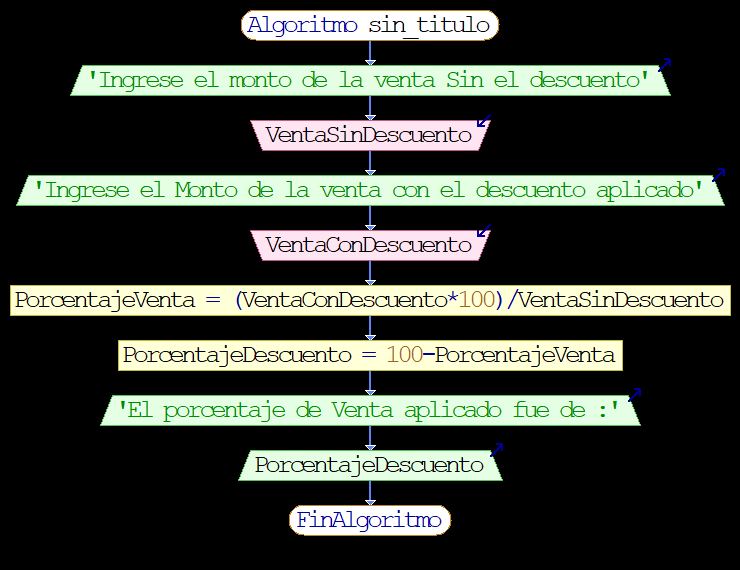 Algoritmo sin_titulo
'Ingrese el monto de la venta Sin el descuento'
VentaSinDescuento
'Ingrese el Monto de la venta con el descuento aplicado'
VentaConDescuento
PorcentajeVenta = (VentaConDescuento*100)/VentaSinDescuento
PorcentajeDescuento = 100-PorcentajeVenta
'El porcentaje de Venta aplicado fue de :'
PorcentajeDescuento
FinAlgoritmo